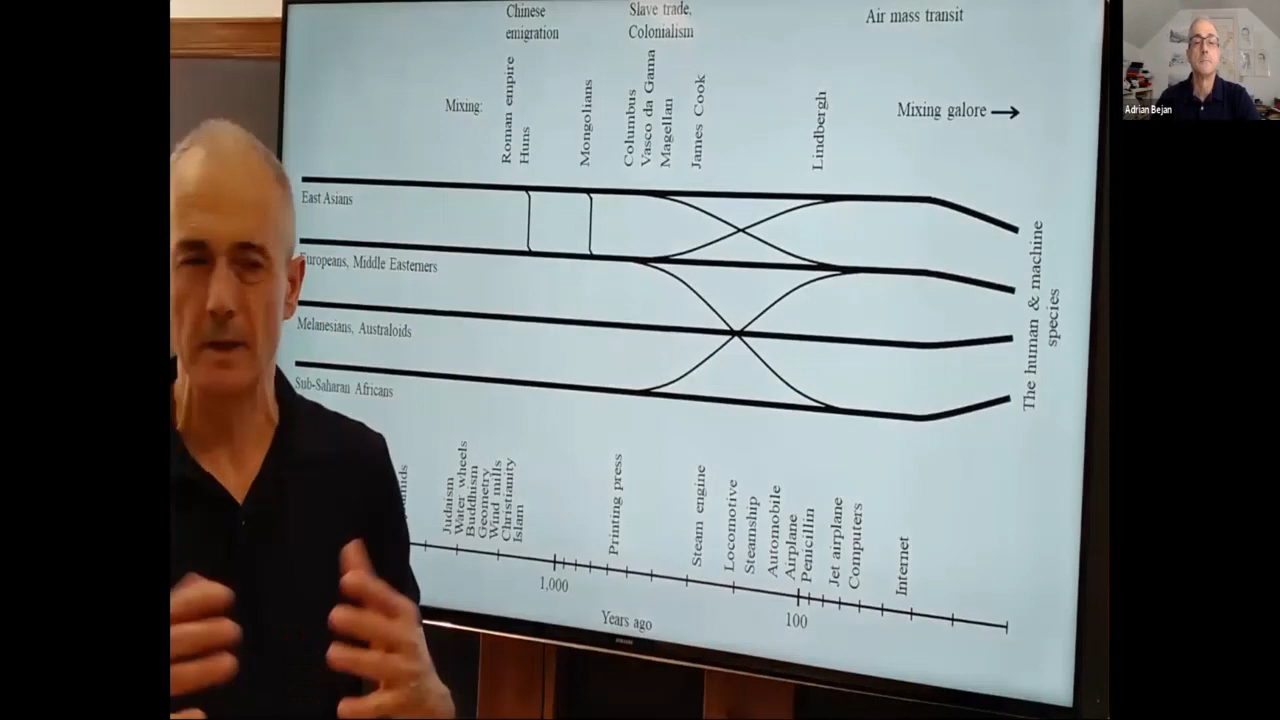 Chinese
emigration
Slave trade,
Colonialism
Air mass transit
Mixing:
Roman empire
Huns
Mongolians
Columbus
Vasco da Gama
Magellan
James Cook
Lindbergh
Mixing galore
East Asians
Europeans, Middle Easterners
Melanesians, Australoids
Sub-Saharan Africans
The human & machine
species
Judaism
Water wheels
Buddhism
Geometry
Wind mills
Christianity
Islam
Printing press
Steam engine
Locomotive
Steamship
Automobile
Airplane
Penicillin
Jet airplane
Computers
Internet
1,000
100
Years ago
SAMSUNG
Adrian Bejan